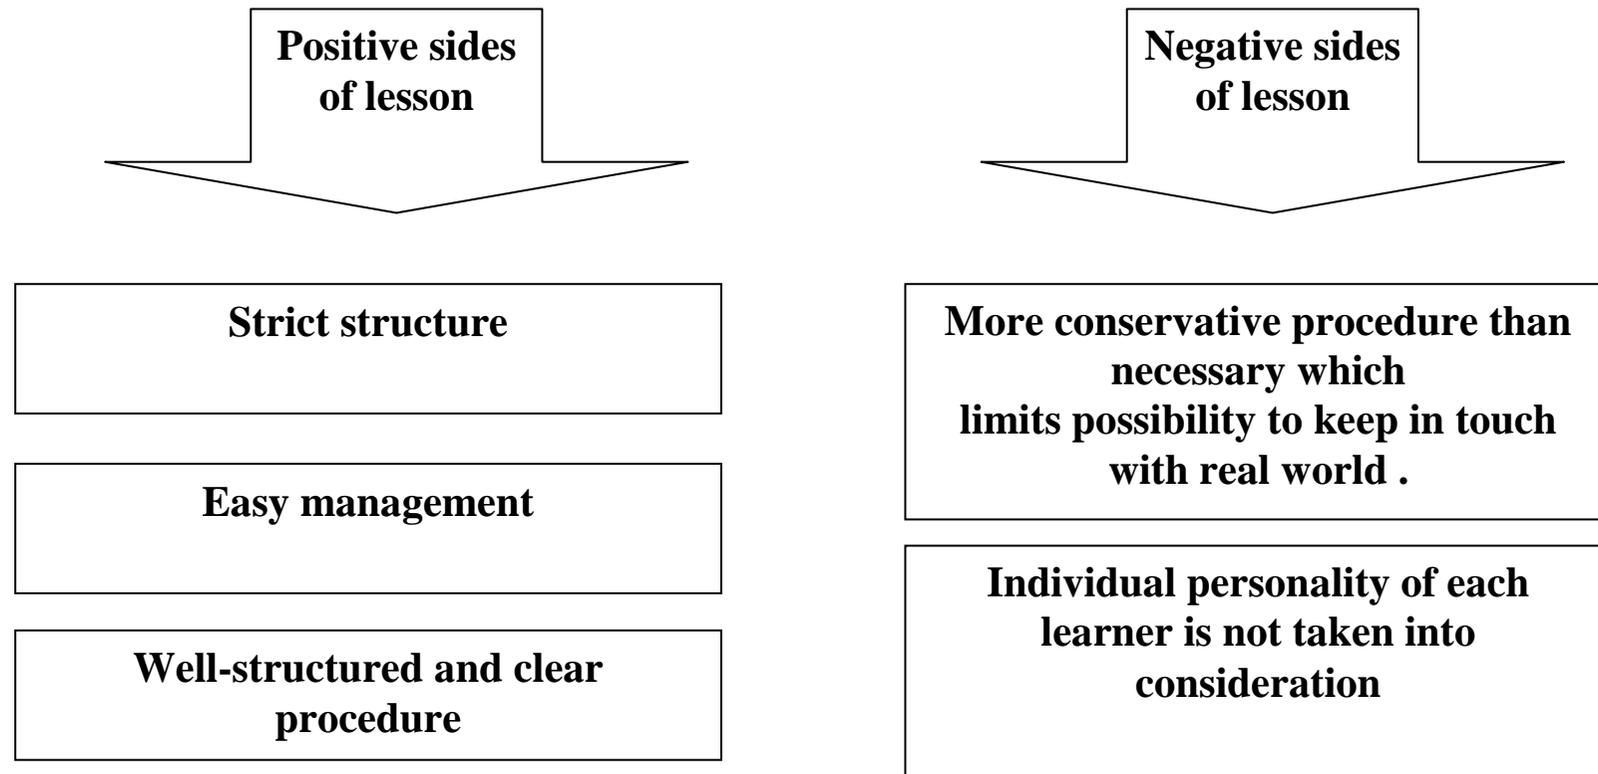 Positive sides
of lesson
Strict structure
Easy management
Well-structured and clear
procedure
Negative sides
of lesson
More conservative procedure than
necessary which
limits possibility to keep in touch
with real world .
Individual personality of each
learner is not taken into
consideration